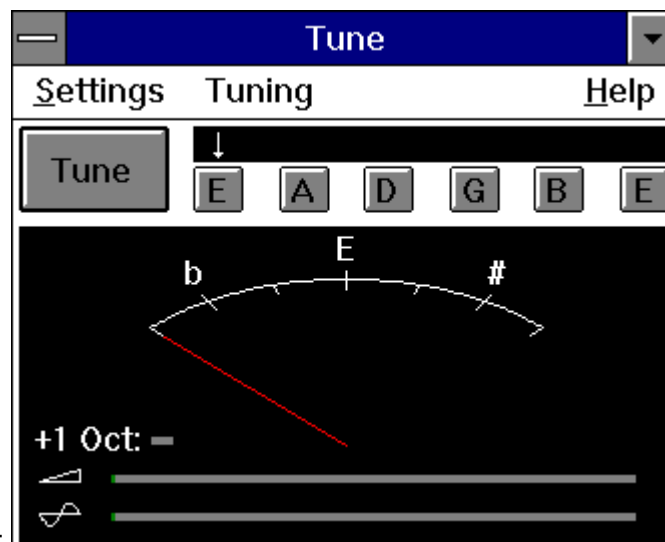 Tune
Settings Tuning Help
Tune
E A D G B E
E
b #
+1 Oct: